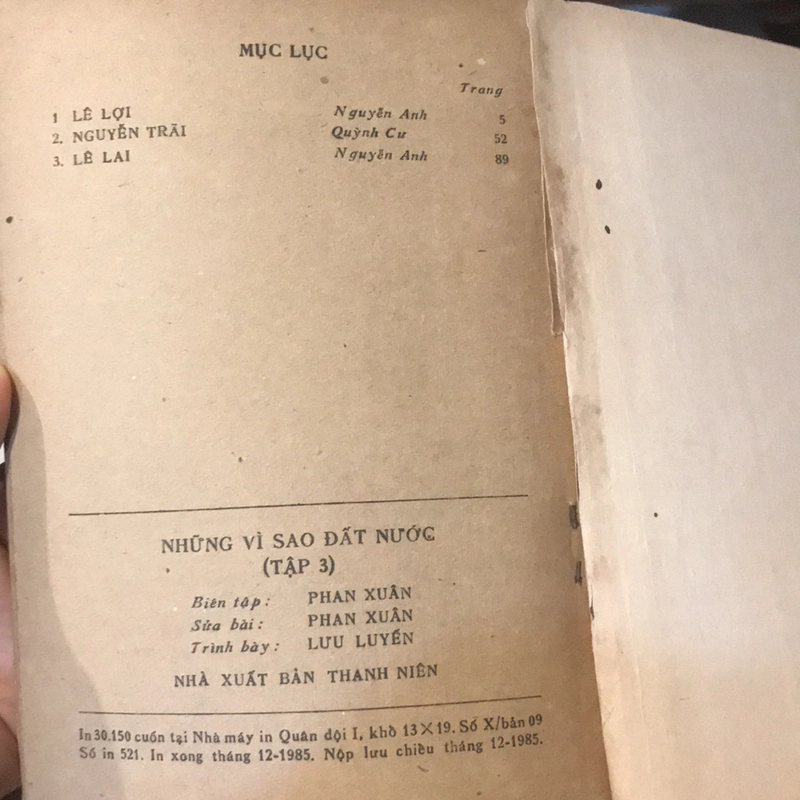 MỤC LỤC
Trang
1 LÊ LỢI Nguyễn Anh 5
2. NGUYỄN TRÃI Quỳnh Cư 52
3. LÊ LAI Nguyễn Anh 89
NHỮNG VÌ SAO ĐẤT NƯỚC
(TẬP 3)
Biên tập: PHAN XUÂN
Sửa bài: PHAN XUÂN
Trình bày: LƯU LUYẾN
NHÀ XUẤT BẢN THANH NIÊN
In 30.150 cuốn tại Nhà máy in Quân đội I, khổ 13×19. Số X/bản 09
Số in 521. In xong tháng 12-1985. Nộp lưu chiểu tháng 12-1985.